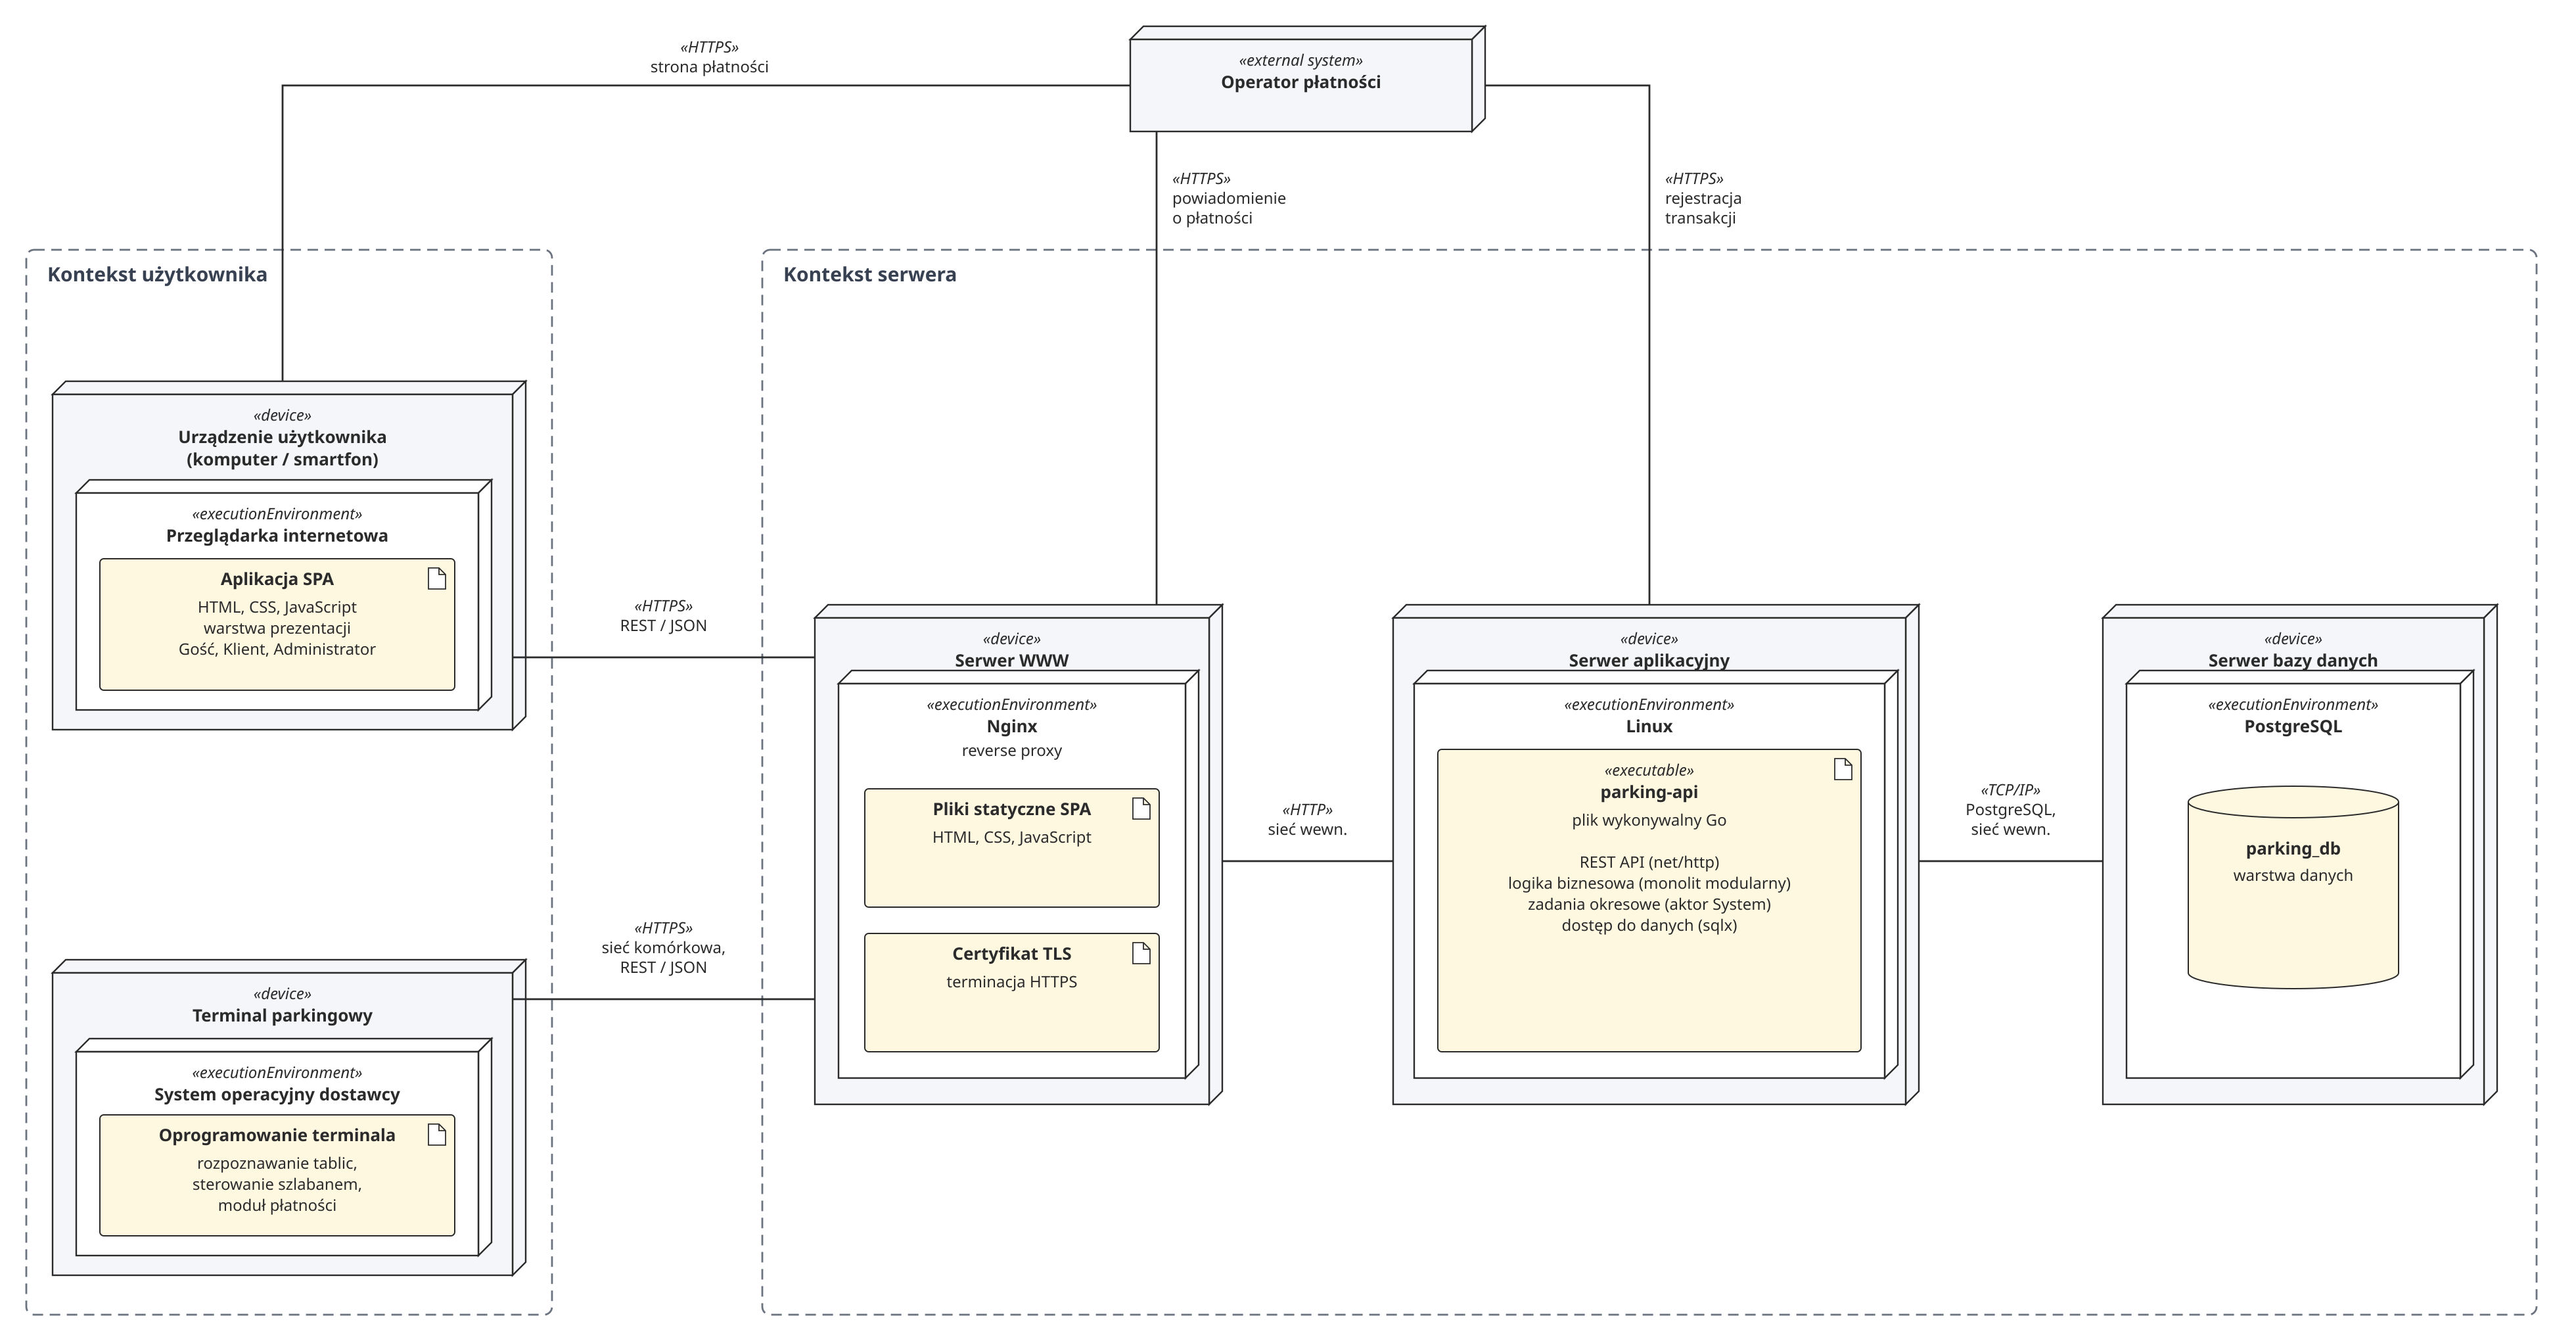 «HTTPS»
strona płatności
«external system»
Operator płatności
«HTTPS»
powiadomienie
o płatności
«HTTPS»
rejestracja
transakcji
Kontekst użytkownika
«device»
Urządzenie użytkownika
(komputer / smartfon)
«executionEnvironment»
Przeglądarka internetowa
Aplikacja SPA
HTML, CSS, JavaScript
warstwa prezentacji
Gość, Klient, Administrator
«HTTPS»
REST / JSON
«device»
Terminal parkingowy
«executionEnvironment»
System operacyjny dostawcy
Oprogramowanie terminala
rozpoznawanie tablic,
sterowanie szlabanem,
moduł płatności
«HTTPS»
sieć komórkowa,
REST / JSON
Kontekst serwera
«device»
Serwer WWW
«executionEnvironment»
Nginx
reverse proxy
Pliki statyczne SPA
HTML, CSS, JavaScript
Certyfikat TLS
terminacja HTTPS
«HTTP»
sieć wewn.
«device»
Serwer aplikacyjny
«executionEnvironment»
Linux
«executable»
parking-api
plik wykonywalny Go
REST API (net/http)
logika biznesowa (monolit modularny)
zadania okresowe (aktor System)
dostęp do danych (sqlx)
«TCP/IP»
PostgreSQL,
sieć wewn.
«device»
Serwer bazy danych
«executionEnvironment»
PostgreSQL
parking_db
warstwa danych